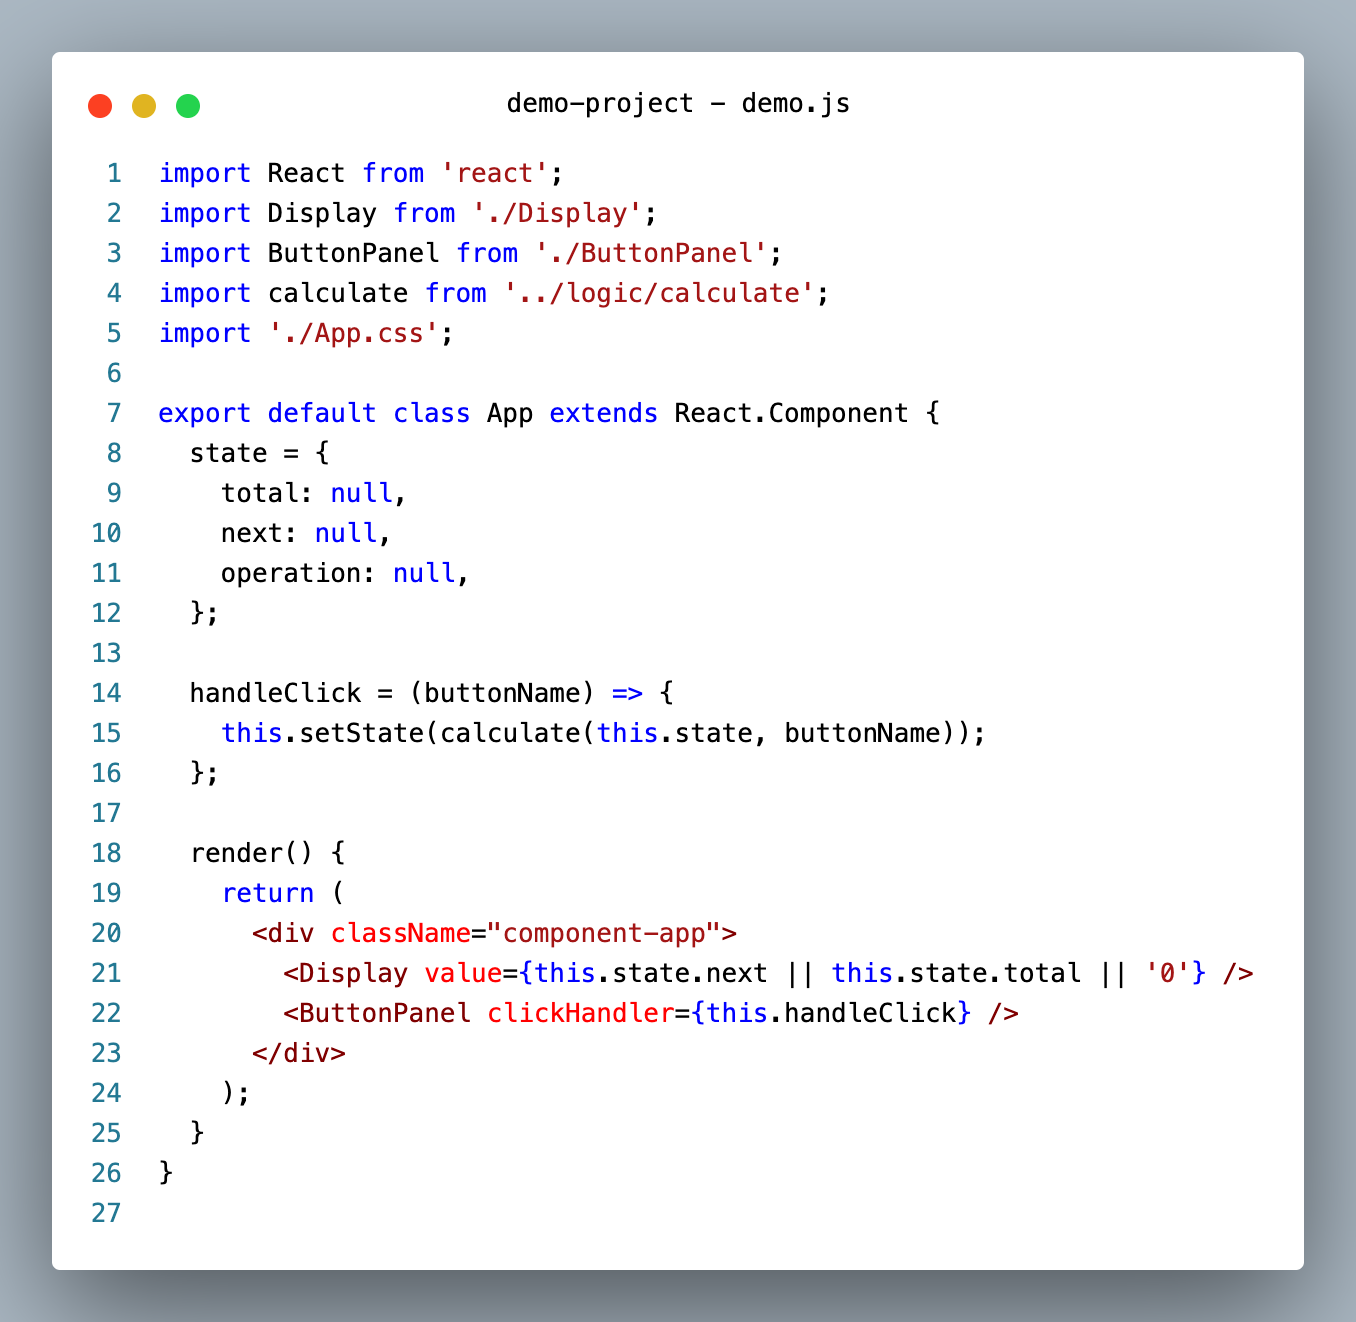 demo-project - demo.js
1 import React from 'react';
2 import Display from './Display';
3 import ButtonPanel from './ButtonPanel';
4 import calculate from '../logic/calculate';
5 import './App.css';
6
7 export default class App extends React.Component {
8   state = {
9     total: null,
10     next: null,
11     operation: null,
12   };
13
14   handleClick = (buttonName) => {
15     this.setState(calculate(this.state, buttonName));
16   };
17
18   render() {
19     return (
20       <div className="component-app">
21         <Display value={this.state.next || this.state.total || '0'} />
22         <ButtonPanel clickHandler={this.handleClick} />
23       </div>
24     );
25   }
26 }
27